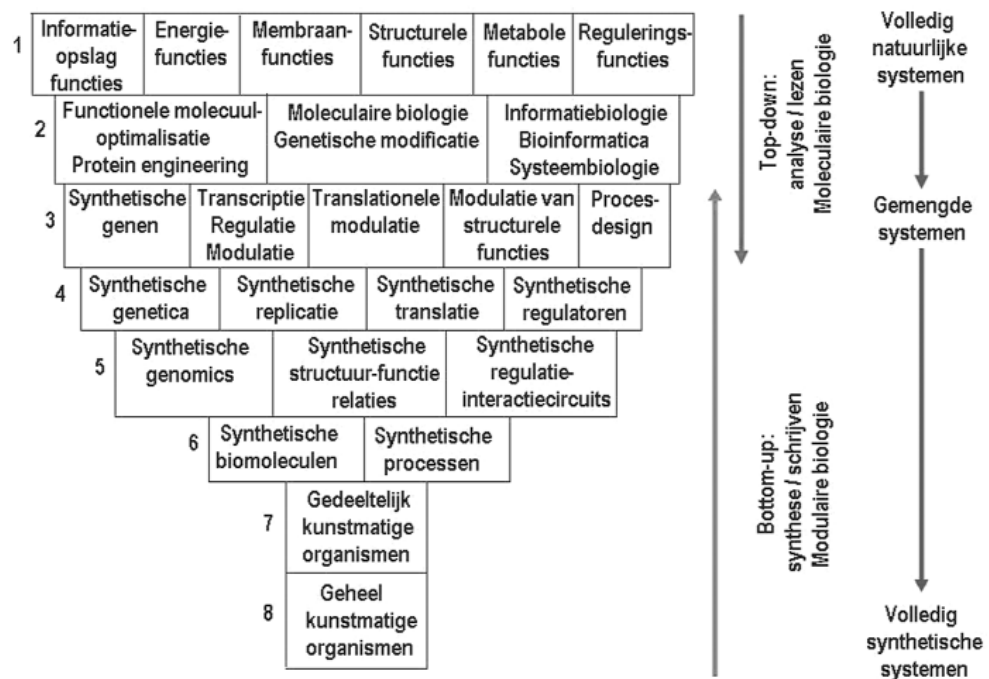 1
Informatie-
opslag
functies
Energie-
functies
Membraan-
functies
Structurele
functies
Metabole
functies
Regulerings-
functies
2
Functionele molecuul-
optimalisatie
Protein engineering
Moleculaire biologie
Genetische modificatie
Informatiebiologie
Bioinformatica
Systeembiologie
3
Synthetische
genen
Transcriptie
Regulatie
Modulatie
Translationele
modulatie
Modulatie van
structurele
functies
Proces-
design
4
Synthetische
genetica
Synthetische
replicatie
Synthetische
translatie
Synthetische
regulatoren
5
Synthetische
genomics
Synthetische
structuur-functie
relaties
Synthetische
regulatie-
interactiecircuits
6
Synthetische
biomoleculen
Synthetische
processen
7
Gedeeltelijk
kunstmatige
organismen
8
Geheel
kunstmatige
organismen
Top-down:
analyse / lezen
Moleculaire biologie
Bottom-up:
synthese / schrijven
Modulaire biologie
Volledig
natuurlijke
systemen
Gemengde
systemen
Volledig
synthetische
systemen